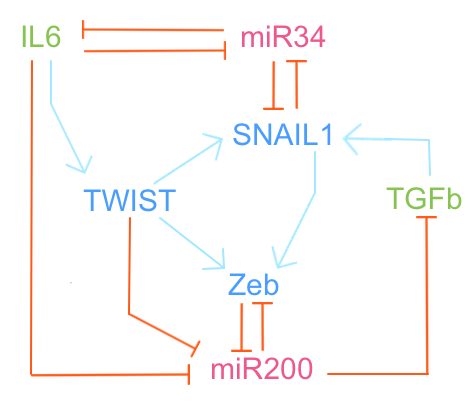 IL6
miR34
SNAIL1
TWIST
TGFb
Zeb
miR200